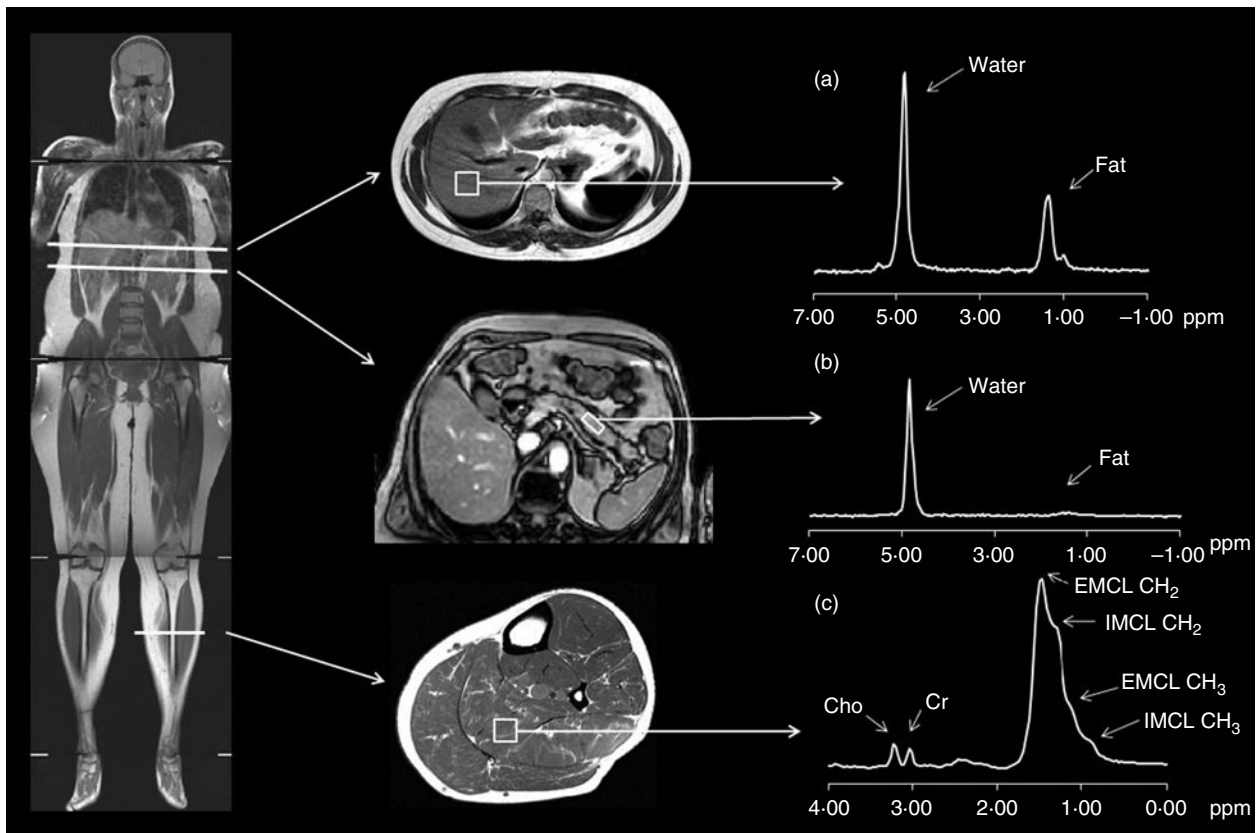 (a)
Water
Fat
7·00 5·00 3·00 1·00 –1·00 ppm
(b)
Water
Fat
7·00 5·00 3·00 1·00 –1·00 ppm
(c)
EMCL CH₂
IMCL CH₂
EMCL CH₃
IMCL CH₃
Cho
Cr
4·00 3·00 2·00 1·00 0·00 ppm